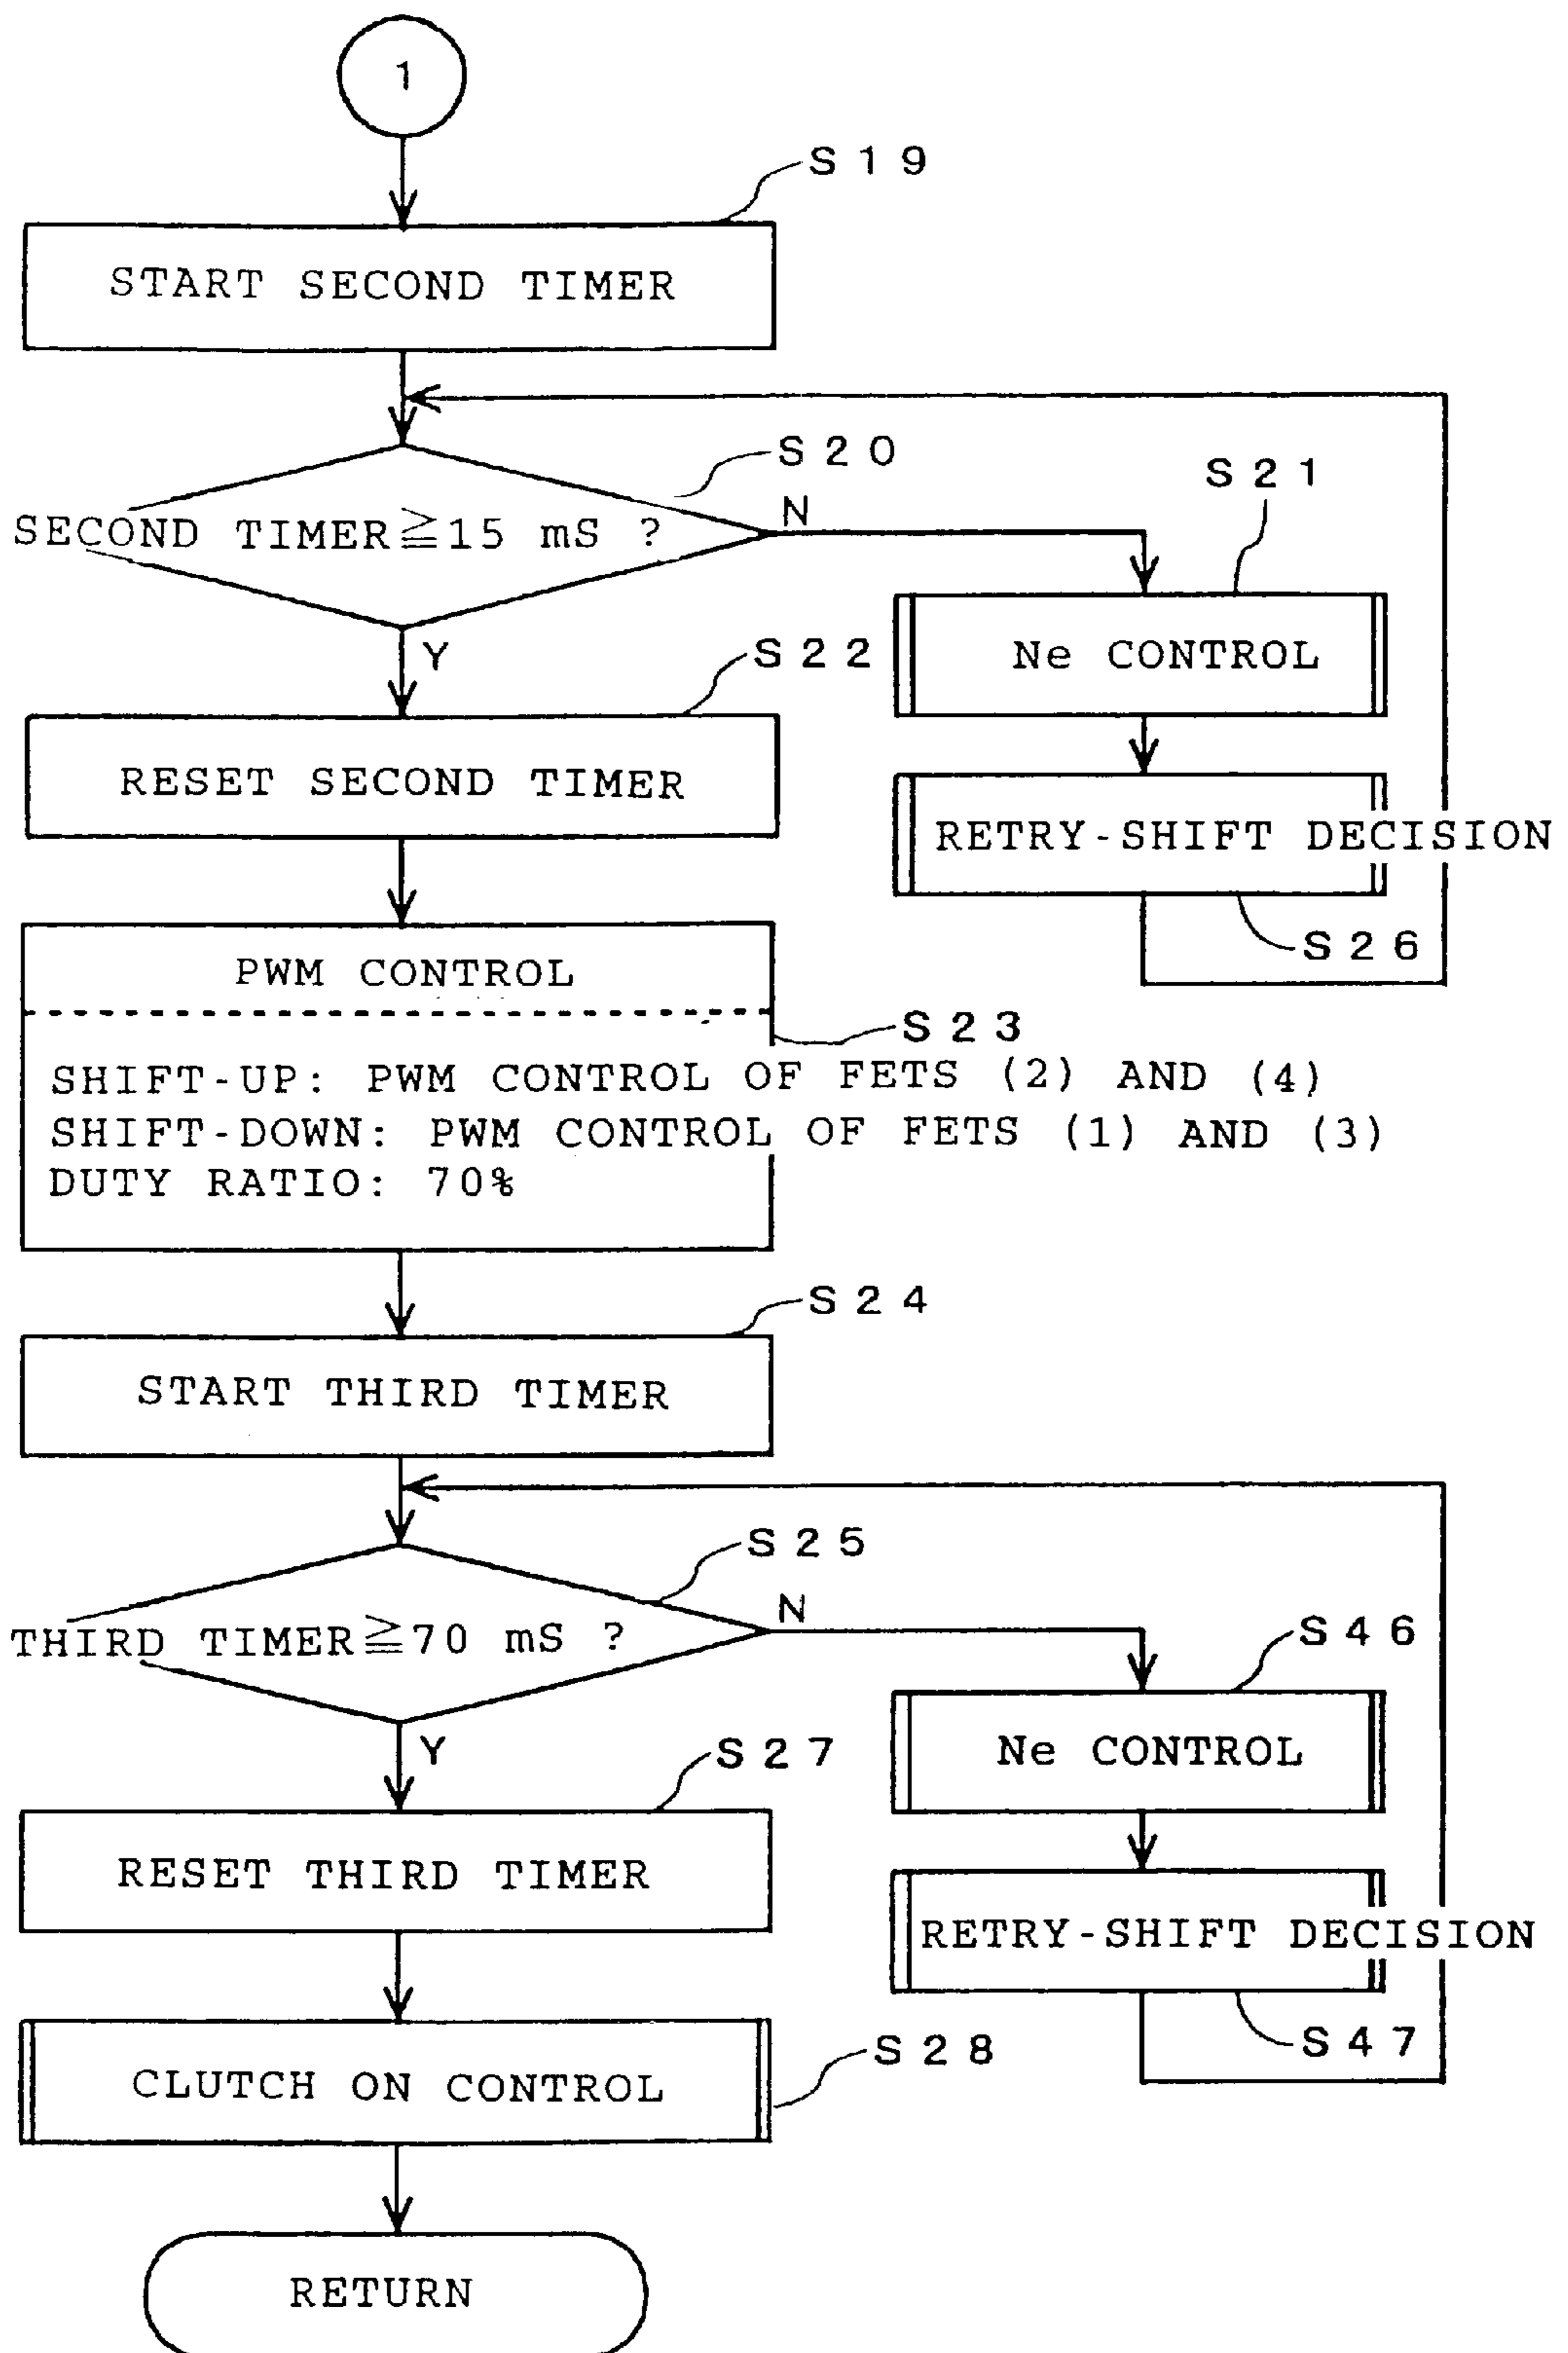 1
S19
START SECOND TIMER
S20
SECOND TIMER≧15 mS ?
N
S21
Ne CONTROL
Y
S22
RESET SECOND TIMER
RETRY-SHIFT DECISION
S26
PWM CONTROL
S23
SHIFT-UP: PWM CONTROL OF FETS (2) AND (4)
SHIFT-DOWN: PWM CONTROL OF FETS (1) AND (3)
DUTY RATIO: 70%
S24
START THIRD TIMER
S25
THIRD TIMER≧70 mS ?
N
S46
Ne CONTROL
Y
S27
RESET THIRD TIMER
RETRY-SHIFT DECISION
S47
S28
CLUTCH ON CONTROL
RETURN